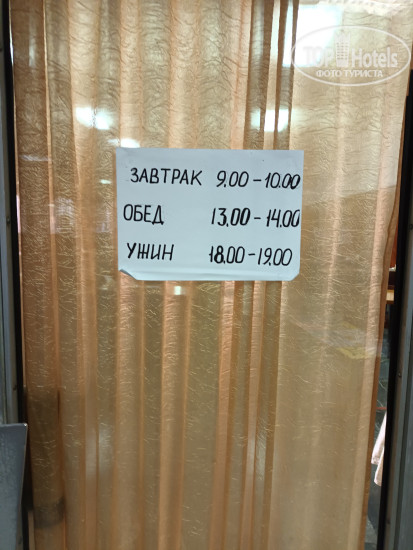 TOP Hotels
ФОТО ТУРИСТА
ЗАВТРАК 9.00-10.00
ОБЕД 13.00-14.00
УЖИН 18.00-19.00